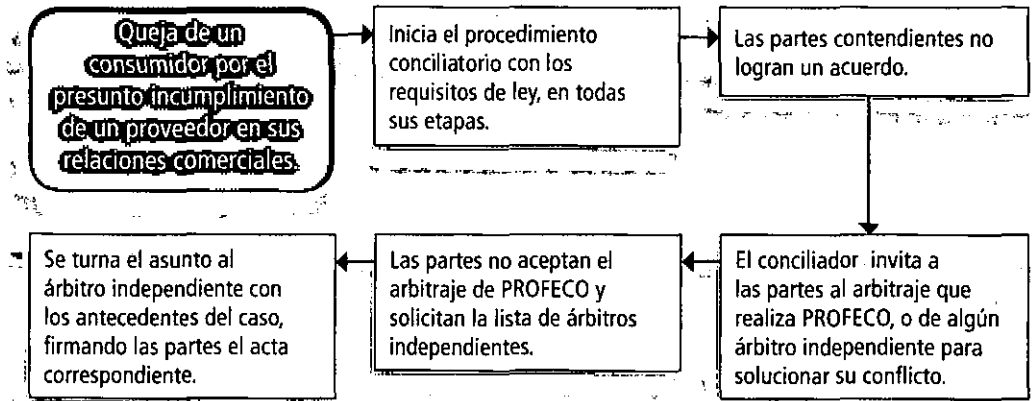 Queja de un
consumidor por el
presunto incumplimiento
de un proveedor en sus
relaciones comerciales.
Inicia el procedimiento
conciliatorio con los
requisitos de ley, en todas
sus etapas.
Las partes contendientes no
logran un acuerdo.
El conciliador invita a
las partes al arbitraje que
realiza PROFECO, o de algún
árbitro independiente para
solucionar su conflicto.
Las partes no aceptan el
arbitraje de PROFECO y
solicitan la lista de árbitros
independientes.
Se turna el asunto al
árbitro independiente con
los antecedentes del caso,
firmando las partes el acta
correspondiente.